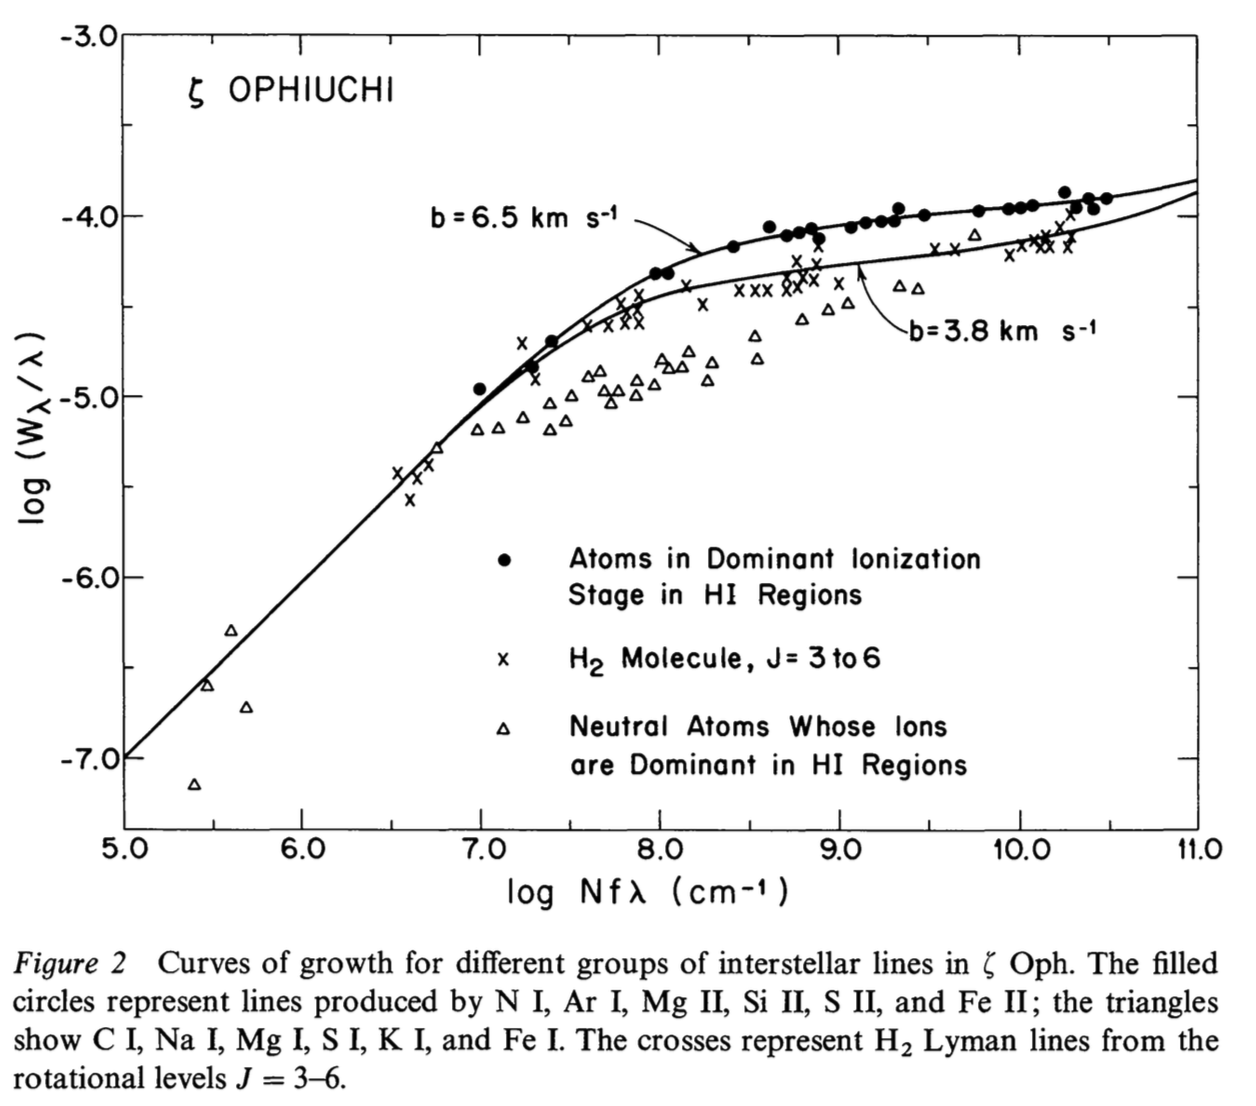 -3.0
ζ OPHIUCHI
-4.0
b=6.5 km s⁻¹
b=3.8 km s⁻¹
-5.0
log (Wλ/λ)
Atoms in Dominant Ionization
Stage in HI Regions
-6.0
H₂ Molecule, J=3 to 6
Neutral Atoms Whose Ions
are Dominant in HI Regions
-7.0
5.0 6.0 7.0 8.0 9.0 10.0 11.0
log Nfλ (cm⁻¹)
Figure 2 Curves of growth for different groups of interstellar lines in ζ Oph. The filled
circles represent lines produced by N I, Ar I, Mg II, Si II, S II, and Fe II; the triangles
show C I, Na I, Mg I, S I, K I, and Fe I. The crosses represent H₂ Lyman lines from the
rotational levels J = 3–6.